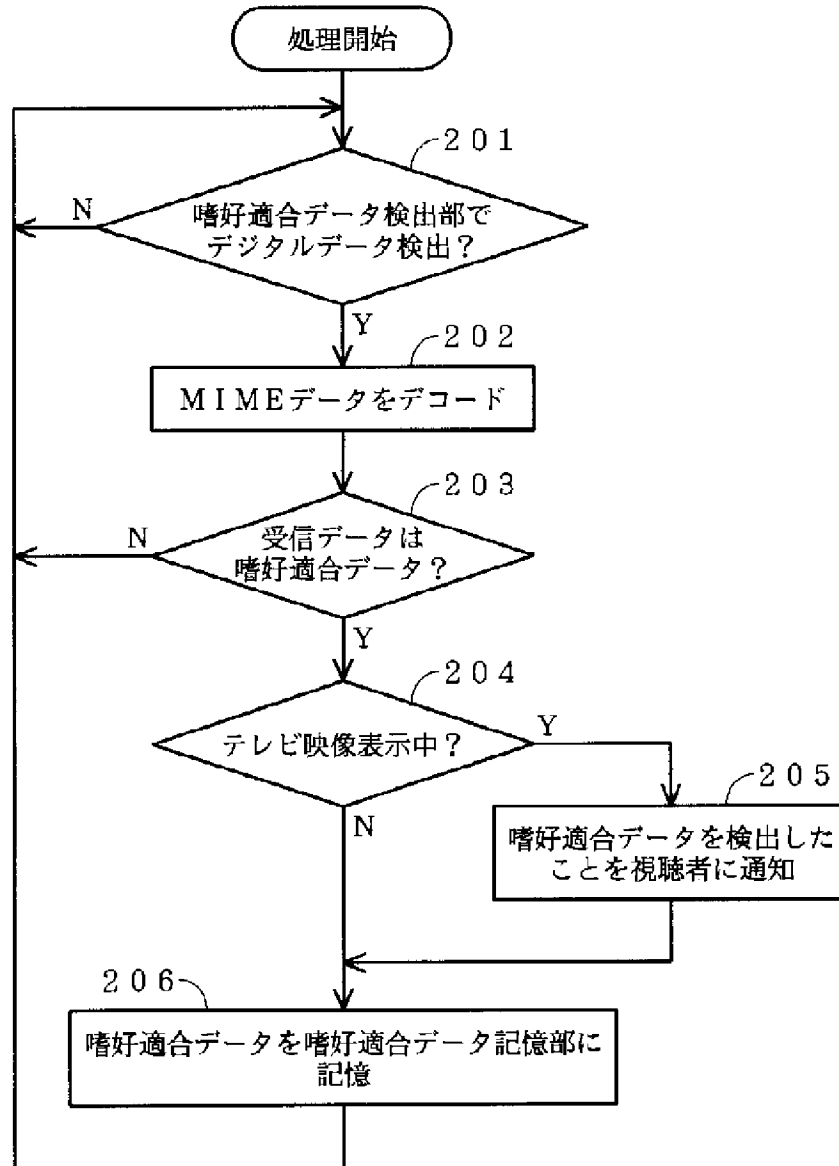 処理開始
201
N
嗜好適合データ検出部で
デジタルデータ検出？
Y
202
ＭＩＭＥデータをデコード
203
N
受信データは
嗜好適合データ？
Y
204
テレビ映像表示中？
Y
N
205
嗜好適合データを検出した
ことを視聴者に通知
206
嗜好適合データを嗜好適合データ記憶部に
記憶